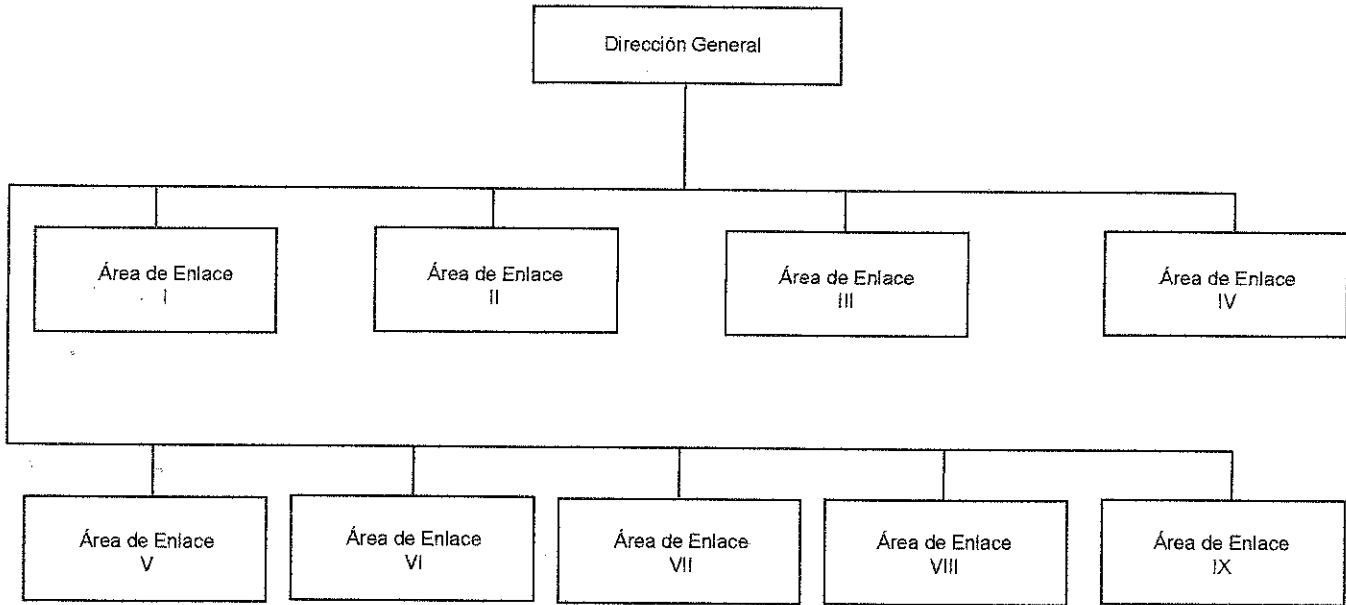 Dirección General
Área de Enlace
I
Área de Enlace
II
Área de Enlace
III
Área de Enlace
IV
Área de Enlace
V
Área de Enlace
VI
Área de Enlace
VII
Área de Enlace
VIII
Área de Enlace
IX